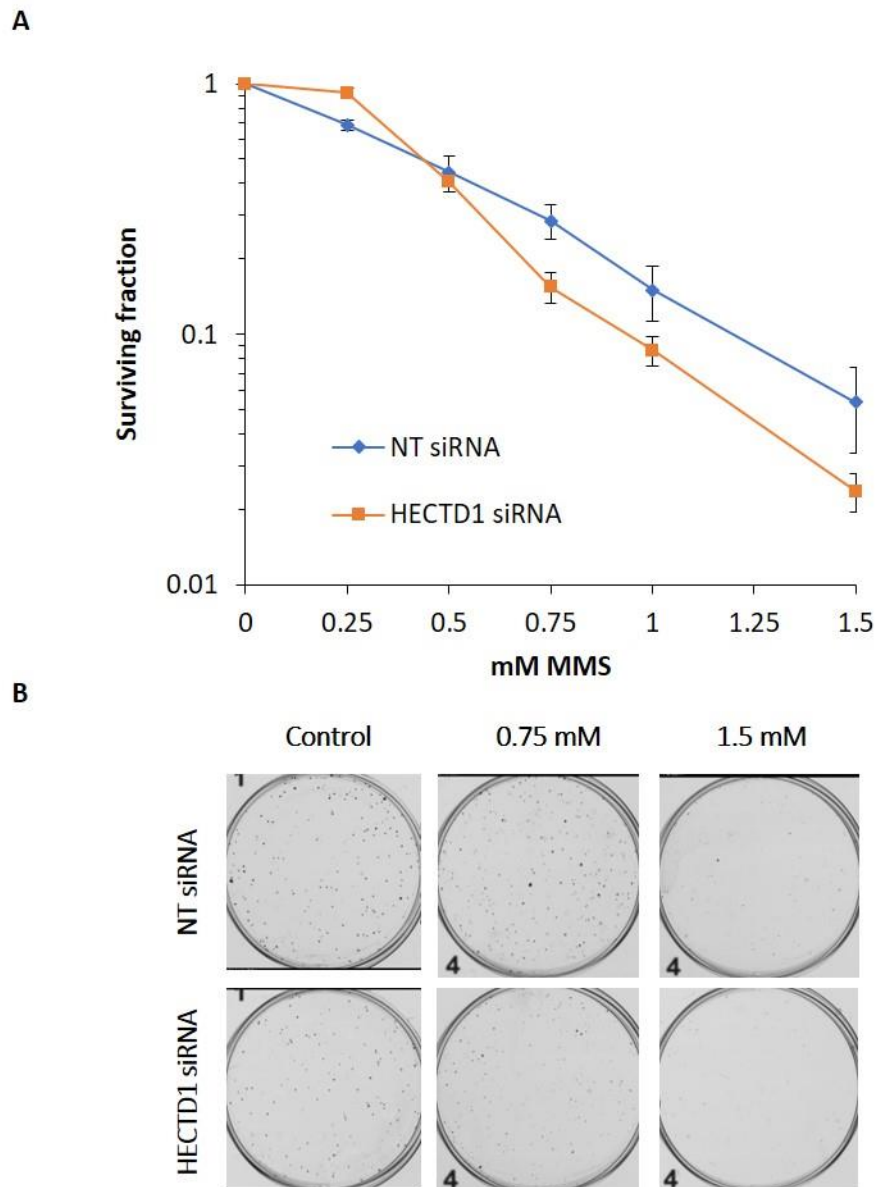 A
1
0.1
0.01
Surviving fraction
NT siRNA
HECTD1 siRNA
0 0.25 0.5 0.75 1 1.25 1.5
mM MMS
B
Control 0.75 mM 1.5 mM
NT siRNA
4 4
HECTD1 siRNA
4 4